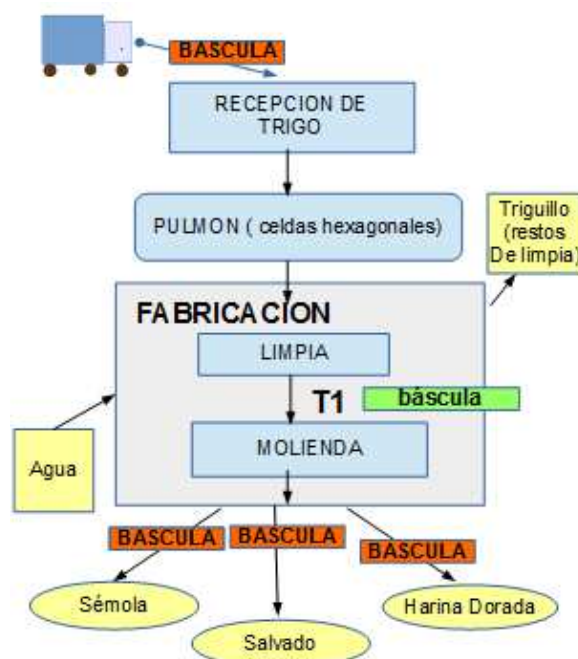 BASCULA
RECEPCION DE
TRIGO
PULMON ( celdas hexagonales)
Triguillo
(restos
De limpia)
FABRICACION
LIMPIA
T1
báscula
MOLIENDA
Agua
BASCULA
BASCULA
BASCULA
Sémola
Salvado
Harina Dorada